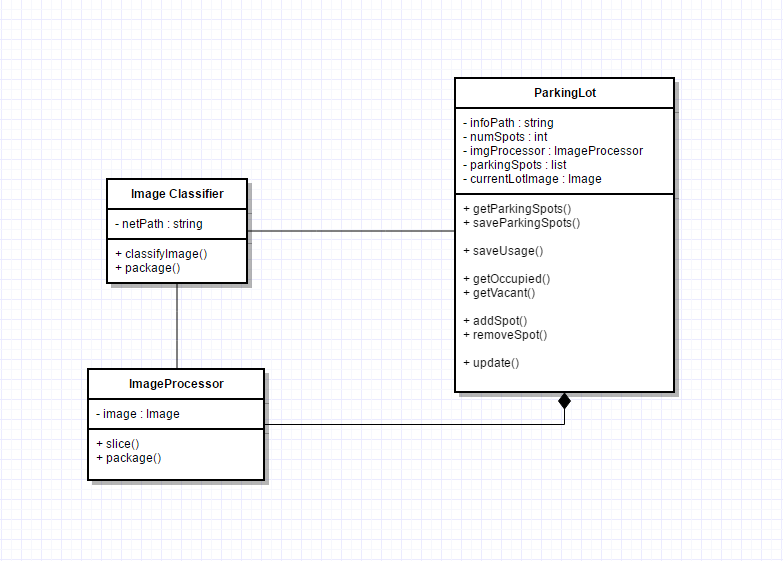 ParkingLot
- infoPath : string
- numSpots : int
- imgProcessor : ImageProcessor
- parkingSpots : list
- currentLotImage : Image
+ getParkingSpots()
+ saveParkingSpots()
+ saveUsage()
+ getOccupied()
+ getVacant()
+ addSpot()
+ removeSpot()
+ update()
Image Classifier
- netPath : string
+ classifyImage()
+ package()
ImageProcessor
- image : Image
+ slice()
+ package()